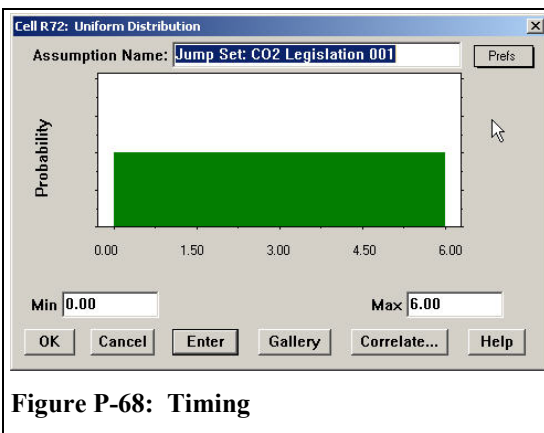 Cell R72: Uniform Distribution
Assumption Name: Jump Set: CO2 Legislation 001 Prefs
Probability
0.00 1.50 3.00 4.50 6.00
Min 0.00 Max 6.00
OK Cancel Enter Gallery Correlate... Help
Figure P-68: Timing